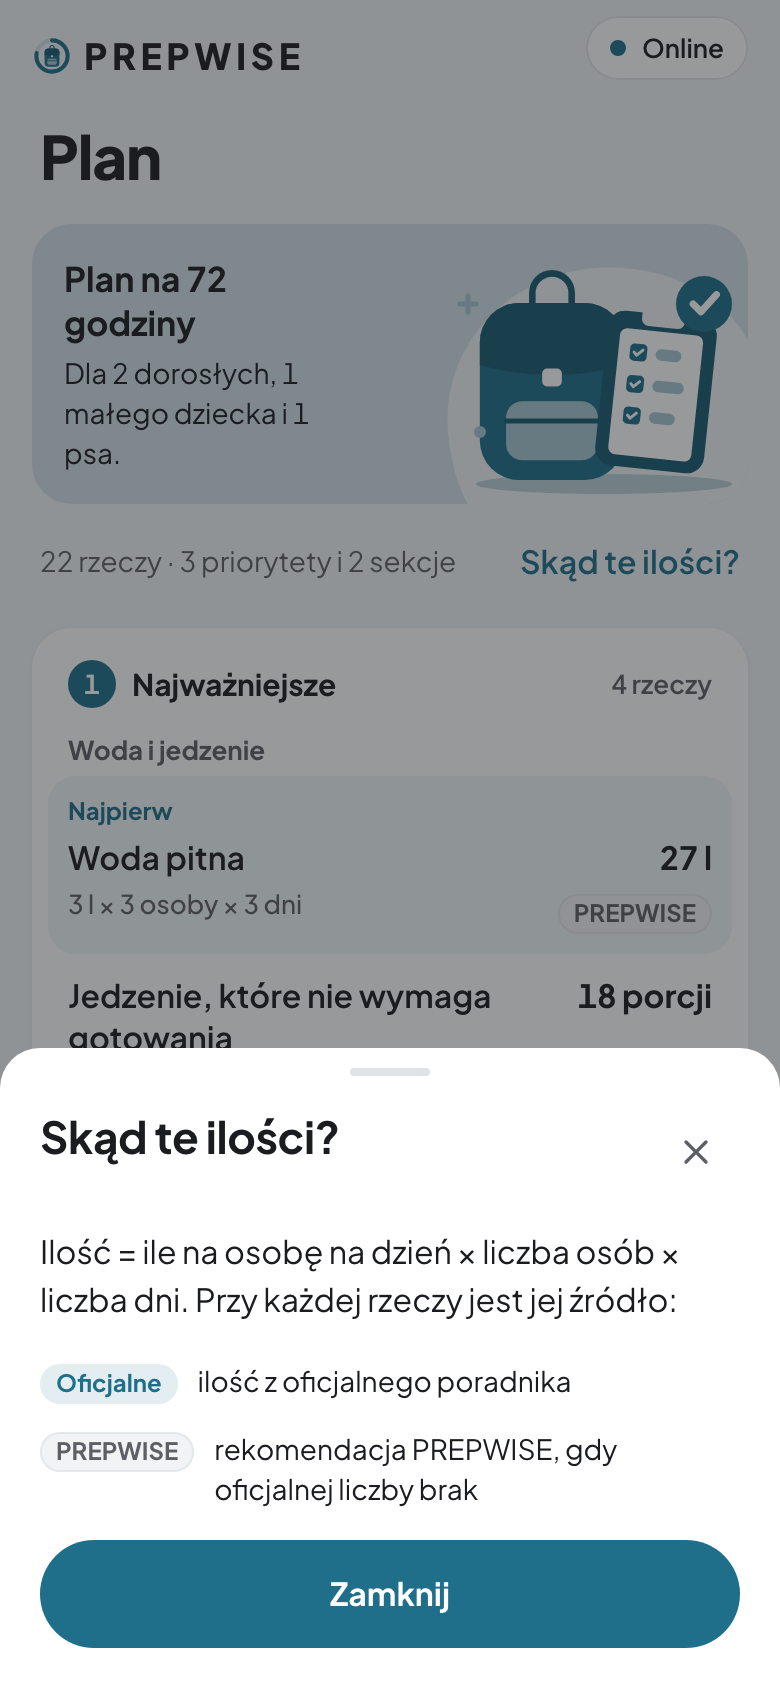 PREPWISE
Online
Plan
Plan na 72
godziny
Dla 2 dorosłych, 1
małego dziecka i 1
psa.
22 rzeczy · 3 priorytety i 2 sekcje
Skąd te ilości?
1 Najważniejsze
4 rzeczy
Woda i jedzenie
Najpierw
Woda pitna
27 l
3 l × 3 osoby × 3 dni
PREPWISE
Jedzenie, które nie wymaga
18 porcji
gotowania
Skąd te ilości?
Ilość = ile na osobę na dzień × liczba osób ×
liczba dni. Przy każdej rzeczy jest jej źródło:
Oficjalne ilość z oficjalnego poradnika
PREPWISE rekomendacja PREPWISE, gdy
oficjalnej liczby brak
Zamknij